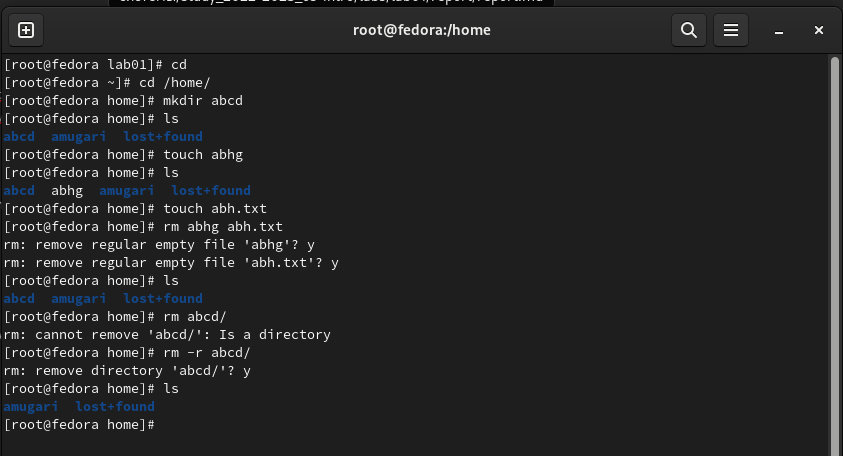 root@fedora:/home
[root@fedora lab01]# cd
[root@fedora ~]# cd /home/
[root@fedora home]# mkdir abcd
[root@fedora home]# ls
abcd  amugari  lost+found
[root@fedora home]# touch abhg
[root@fedora home]# ls
abcd  abhg  amugari  lost+found
[root@fedora home]# touch abh.txt
[root@fedora home]# rm abhg abh.txt
rm: remove regular empty file 'abhg'? y
rm: remove regular empty file 'abh.txt'? y
[root@fedora home]# ls
abcd  amugari  lost+found
[root@fedora home]# rm abcd/
rm: cannot remove 'abcd/': Is a directory
[root@fedora home]# rm -r abcd/
rm: remove directory 'abcd/'? y
[root@fedora home]# ls
amugari  lost+found
[root@fedora home]#